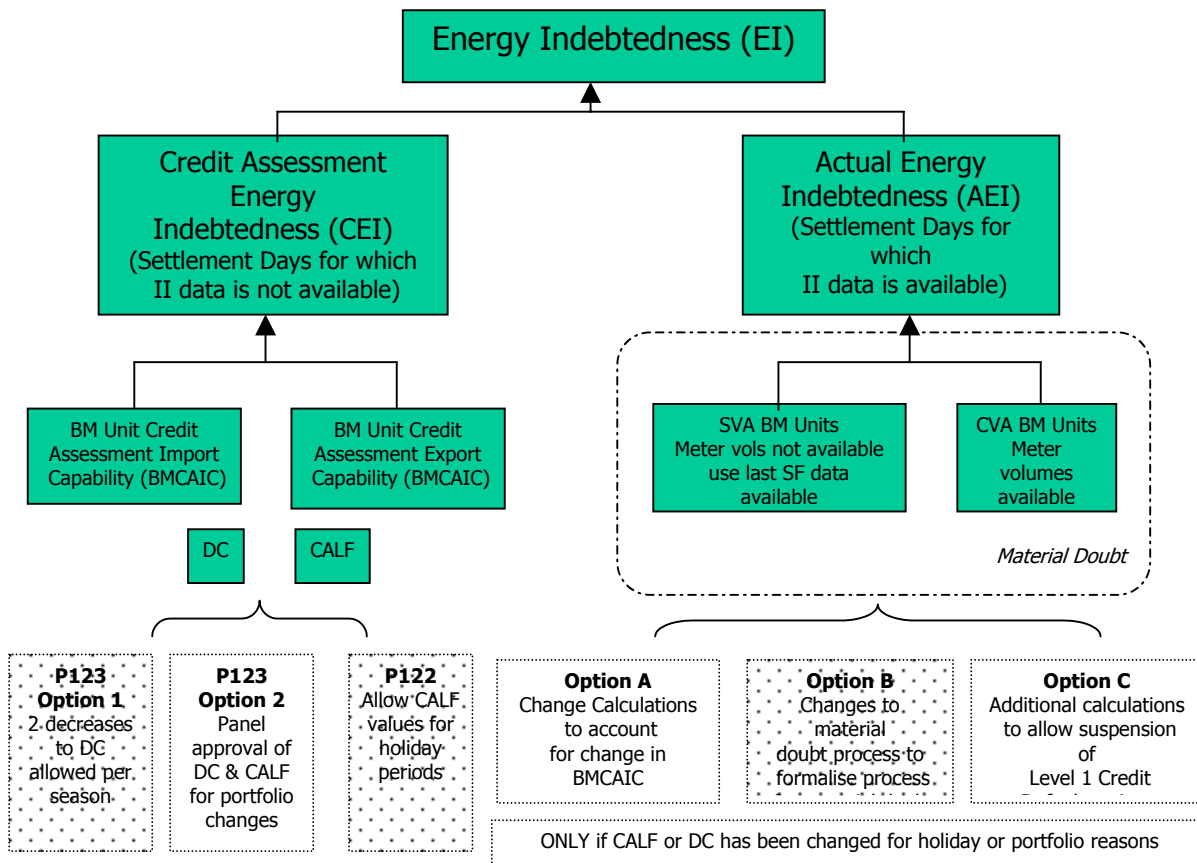 Energy Indebtedness (EI)
Credit Assessment
Energy
Indebtedness (CEI)
(Settlement Days for which
II data is not available)
Actual Energy
Indebtedness (AEI)
(Settlement Days for
which
II data is available)
BM Unit Credit
Assessment Import
Capability (BMCAIC)
BM Unit Credit
Assessment Export
Capability (BMCAIC)
SVA BM Units
Meter vols not available
use last SF data
available
CVA BM Units
Meter
volumes
available
DC
CALF
Material Doubt
P123
Option 1
2 decreases
to DC
allowed per
season
P123
Option 2
Panel
approval of
DC & CALF
for portfolio
changes
P122
Allow CALF
values for
holiday
periods
Option A
Change Calculations
to account
for change in
BMCAIC
Option B
Changes to
material
doubt process to
formalise process
Option C
Additional calculations
to allow suspension
of
Level 1 Credit
ONLY if CALF or DC has been changed for holiday or portfolio reasons